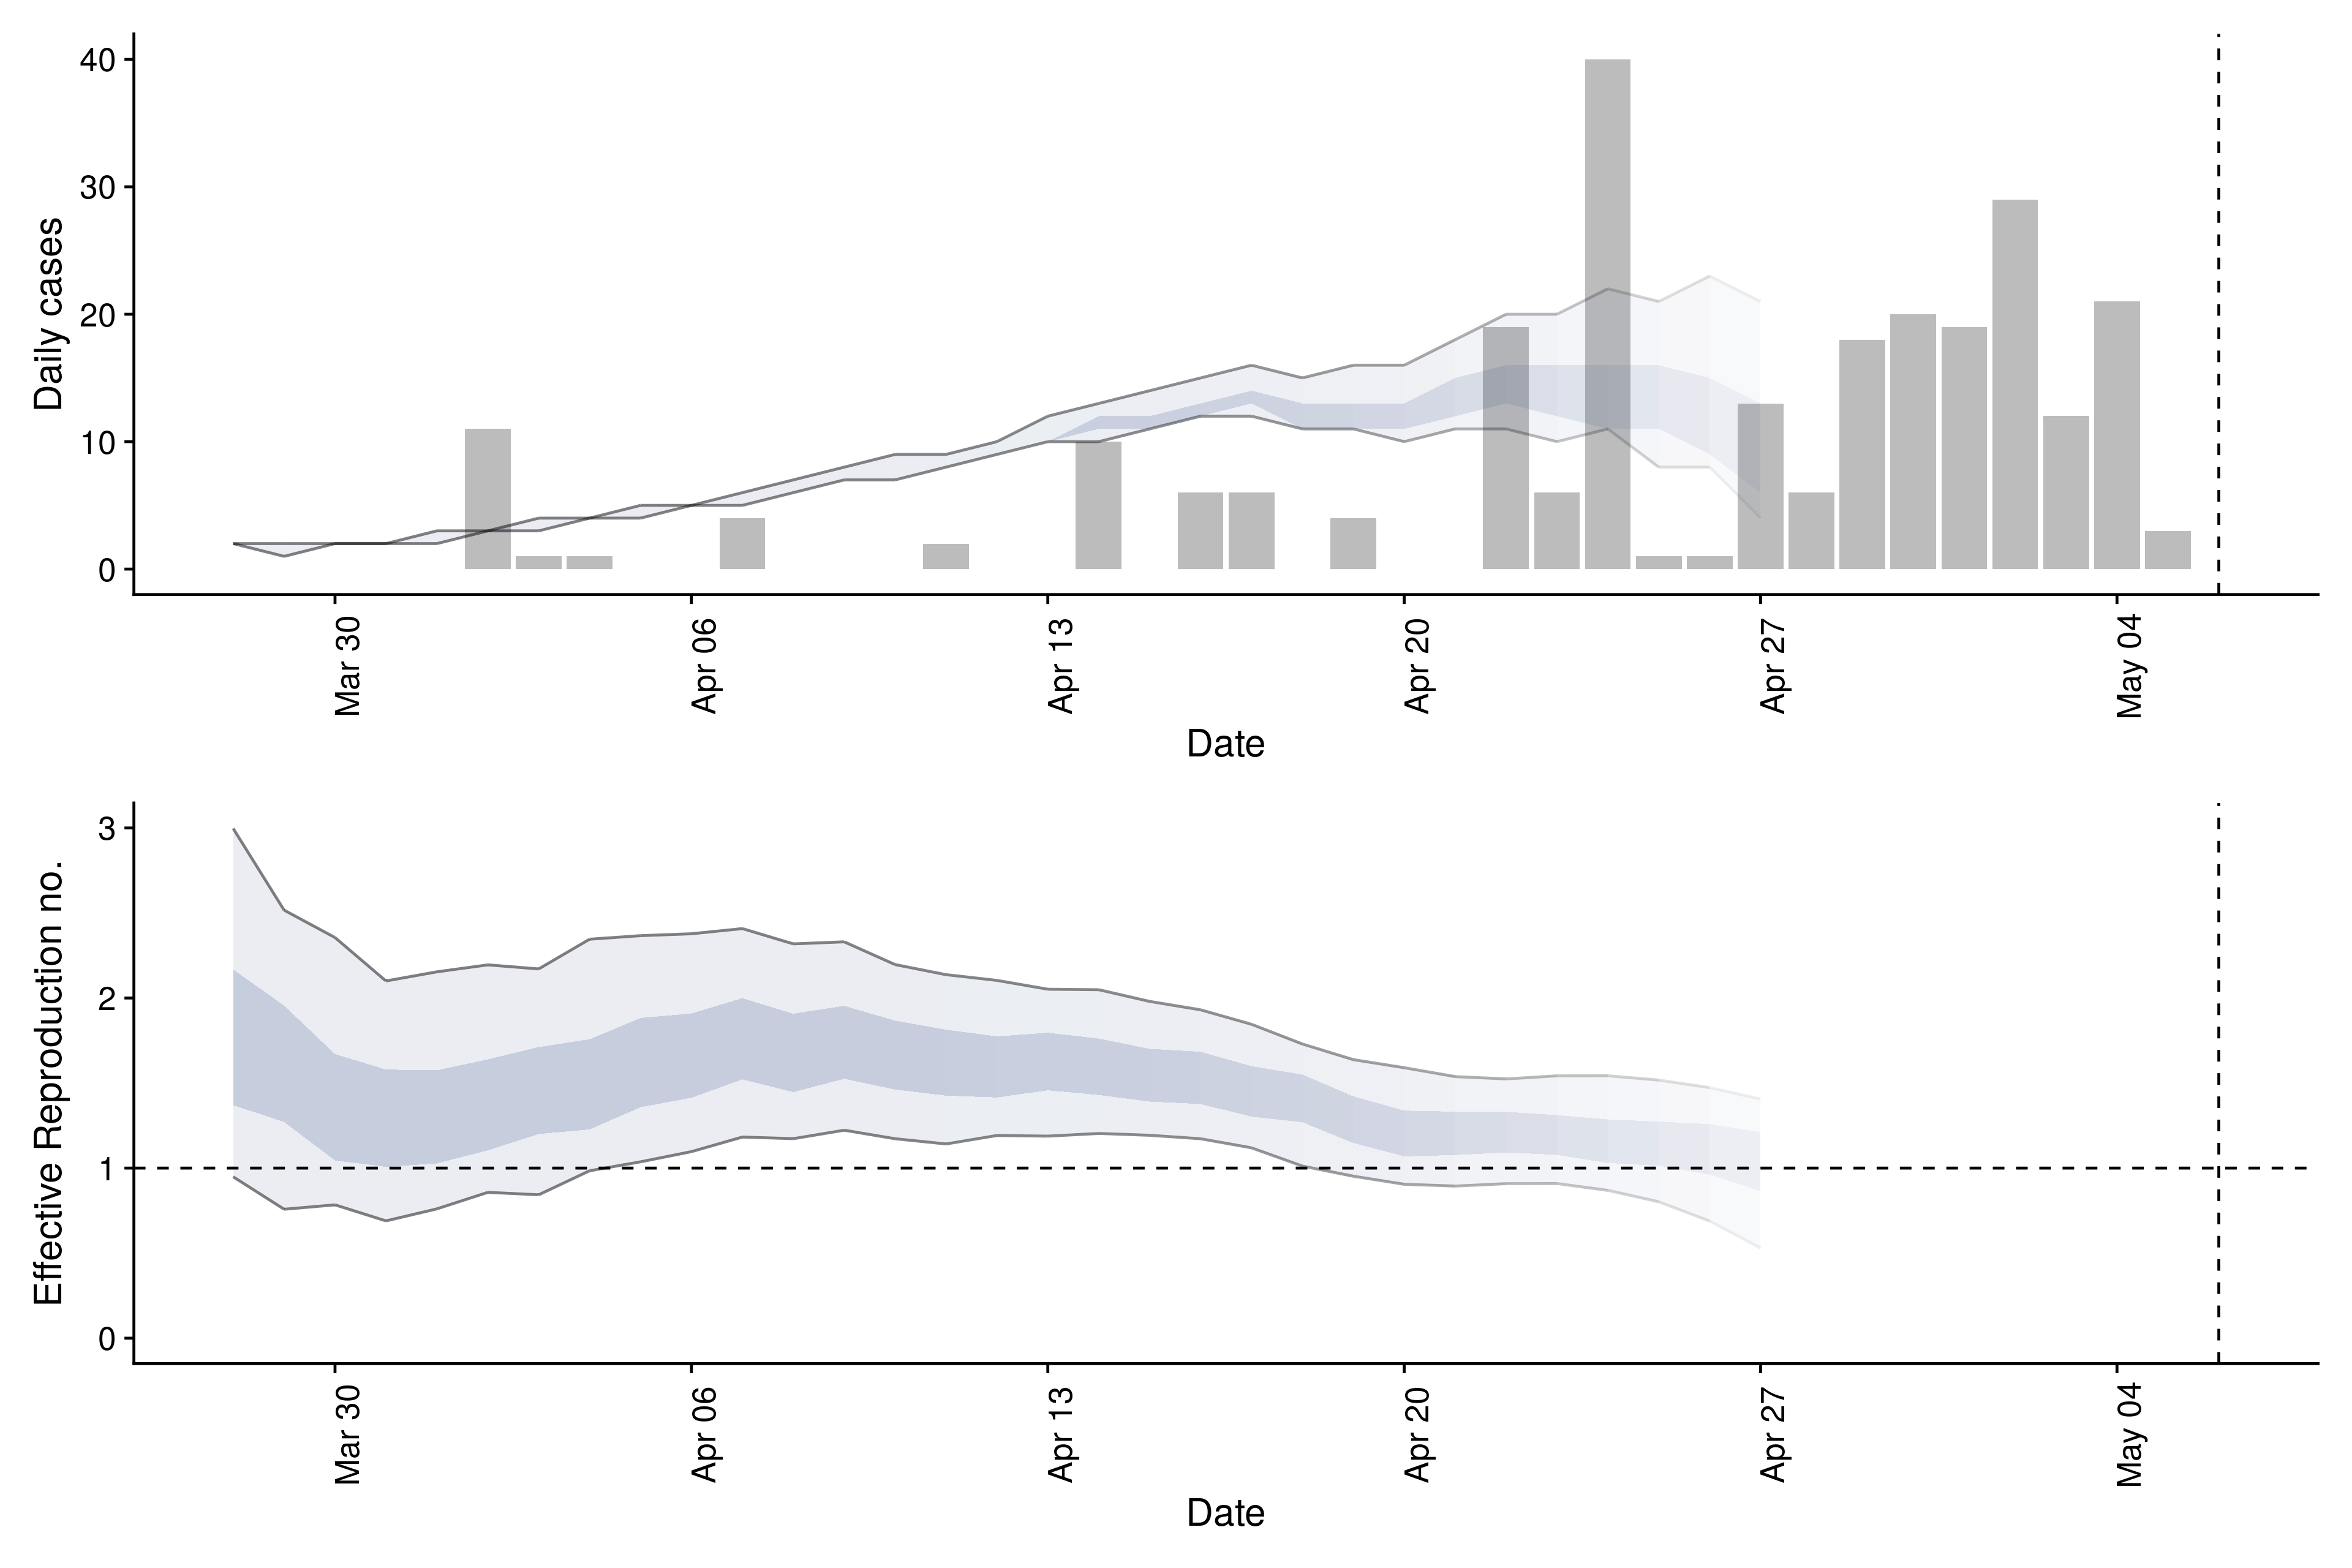 Daily cases
40
30
20
10
0
Mar 30
Apr 06
Apr 13
Apr 20
Apr 27
May 04
Date
Effective Reproduction no.
3
2
1
0
Mar 30
Apr 06
Apr 13
Apr 20
Apr 27
May 04
Date